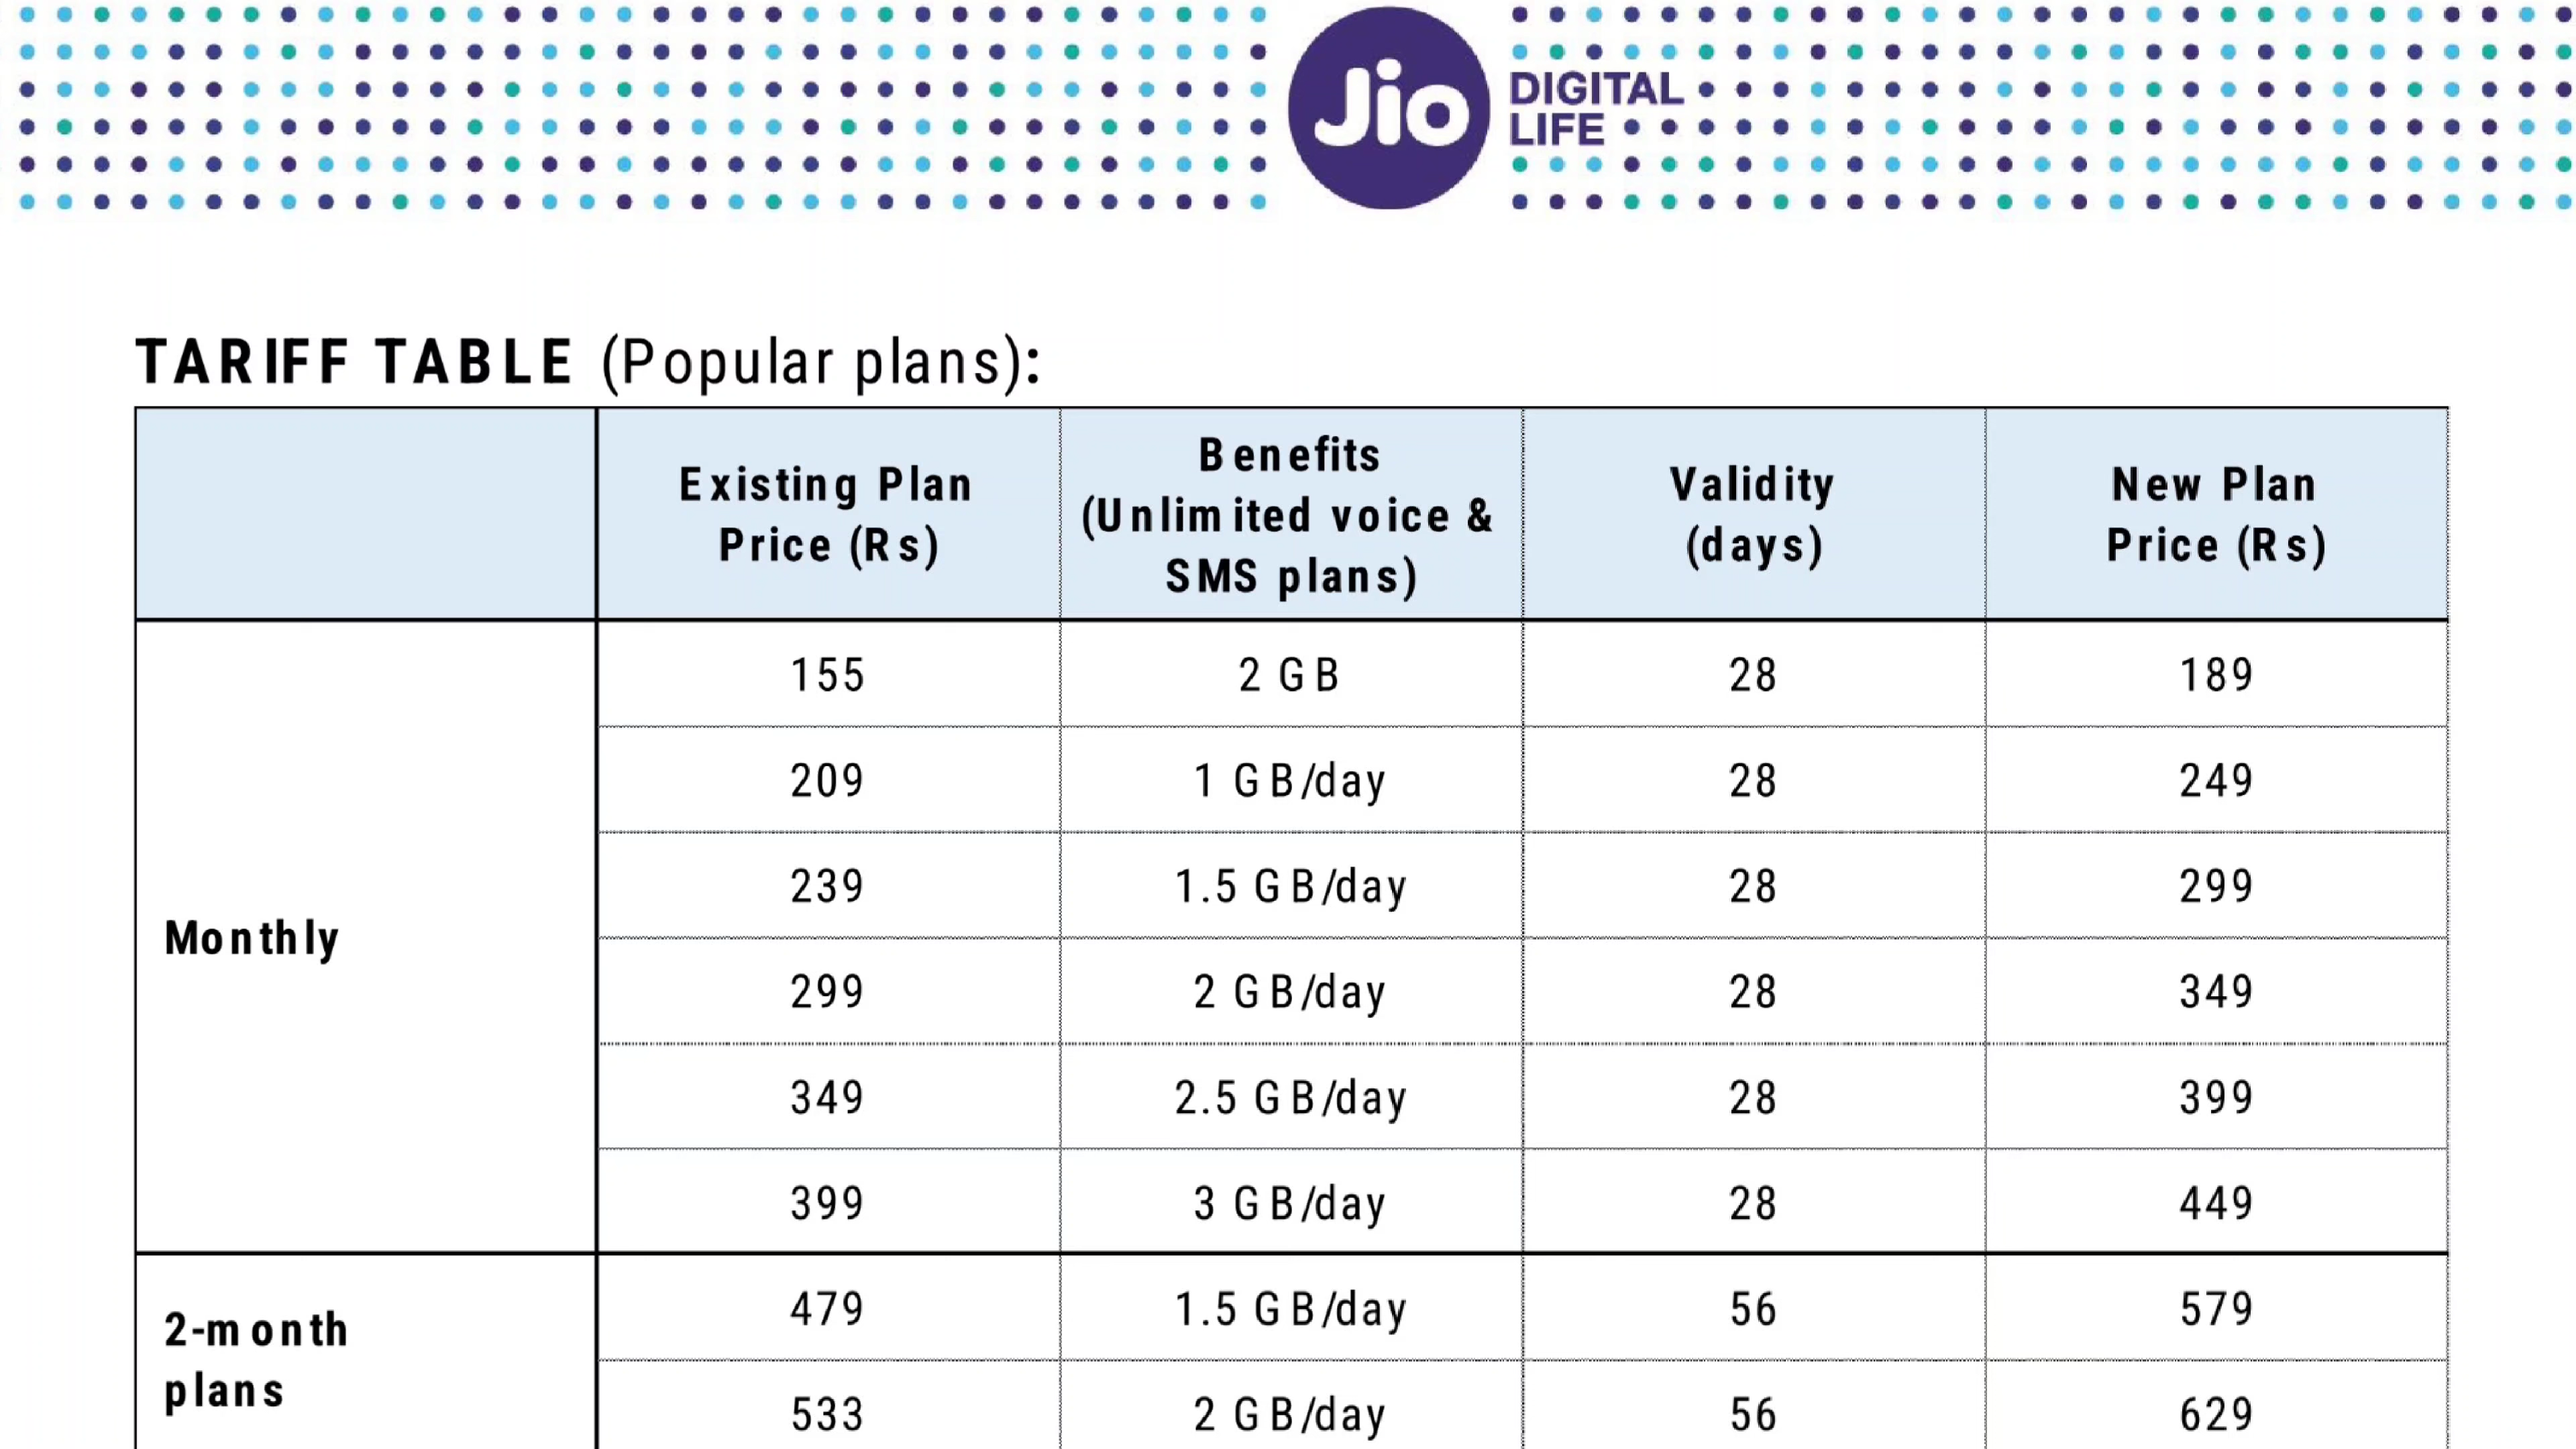 Jio
DIGITAL
LIFE
TARIFF TABLE (Popular plans):
Existing Plan Price (Rs) Benefits (Unlimited voice & SMS plans) Validity (days) New Plan Price (Rs)
Monthly
155 2 GB 28 189
209 1 GB/day 28 249
239 1.5 GB/day 28 299
299 2 GB/day 28 349
349 2.5 GB/day 28 399
399 3 GB/day 28 449
2-month plans
479 1.5 GB/day 56 579
533 2 GB/day 56 629